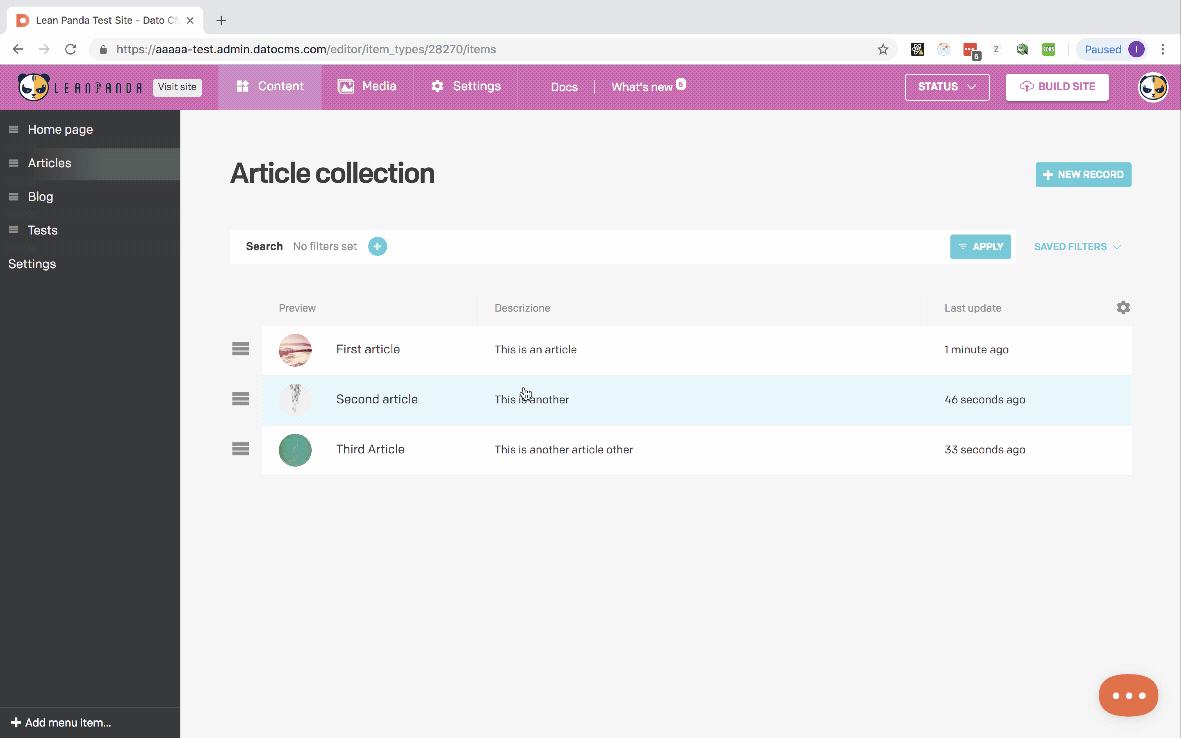 Lean Panda Test Site - Dato CM
https://aaaaa-test.admin.datocms.com/editor/item_types/28270/items
6
Z
CORS
Paused I
LEANPANDA
Visit site
Content
Media
Settings
Docs
What's new 5
STATUS
BUILD SITE
Home page
Articles
Blog
Tests
Settings
Add menu item...
Article collection
NEW RECORD
Search No filters set
APPLY
SAVED FILTERS
Preview Descrizione Last update
First article This is an article 1 minute ago
Second article This is another 46 seconds ago
Third Article This is another article other 33 seconds ago